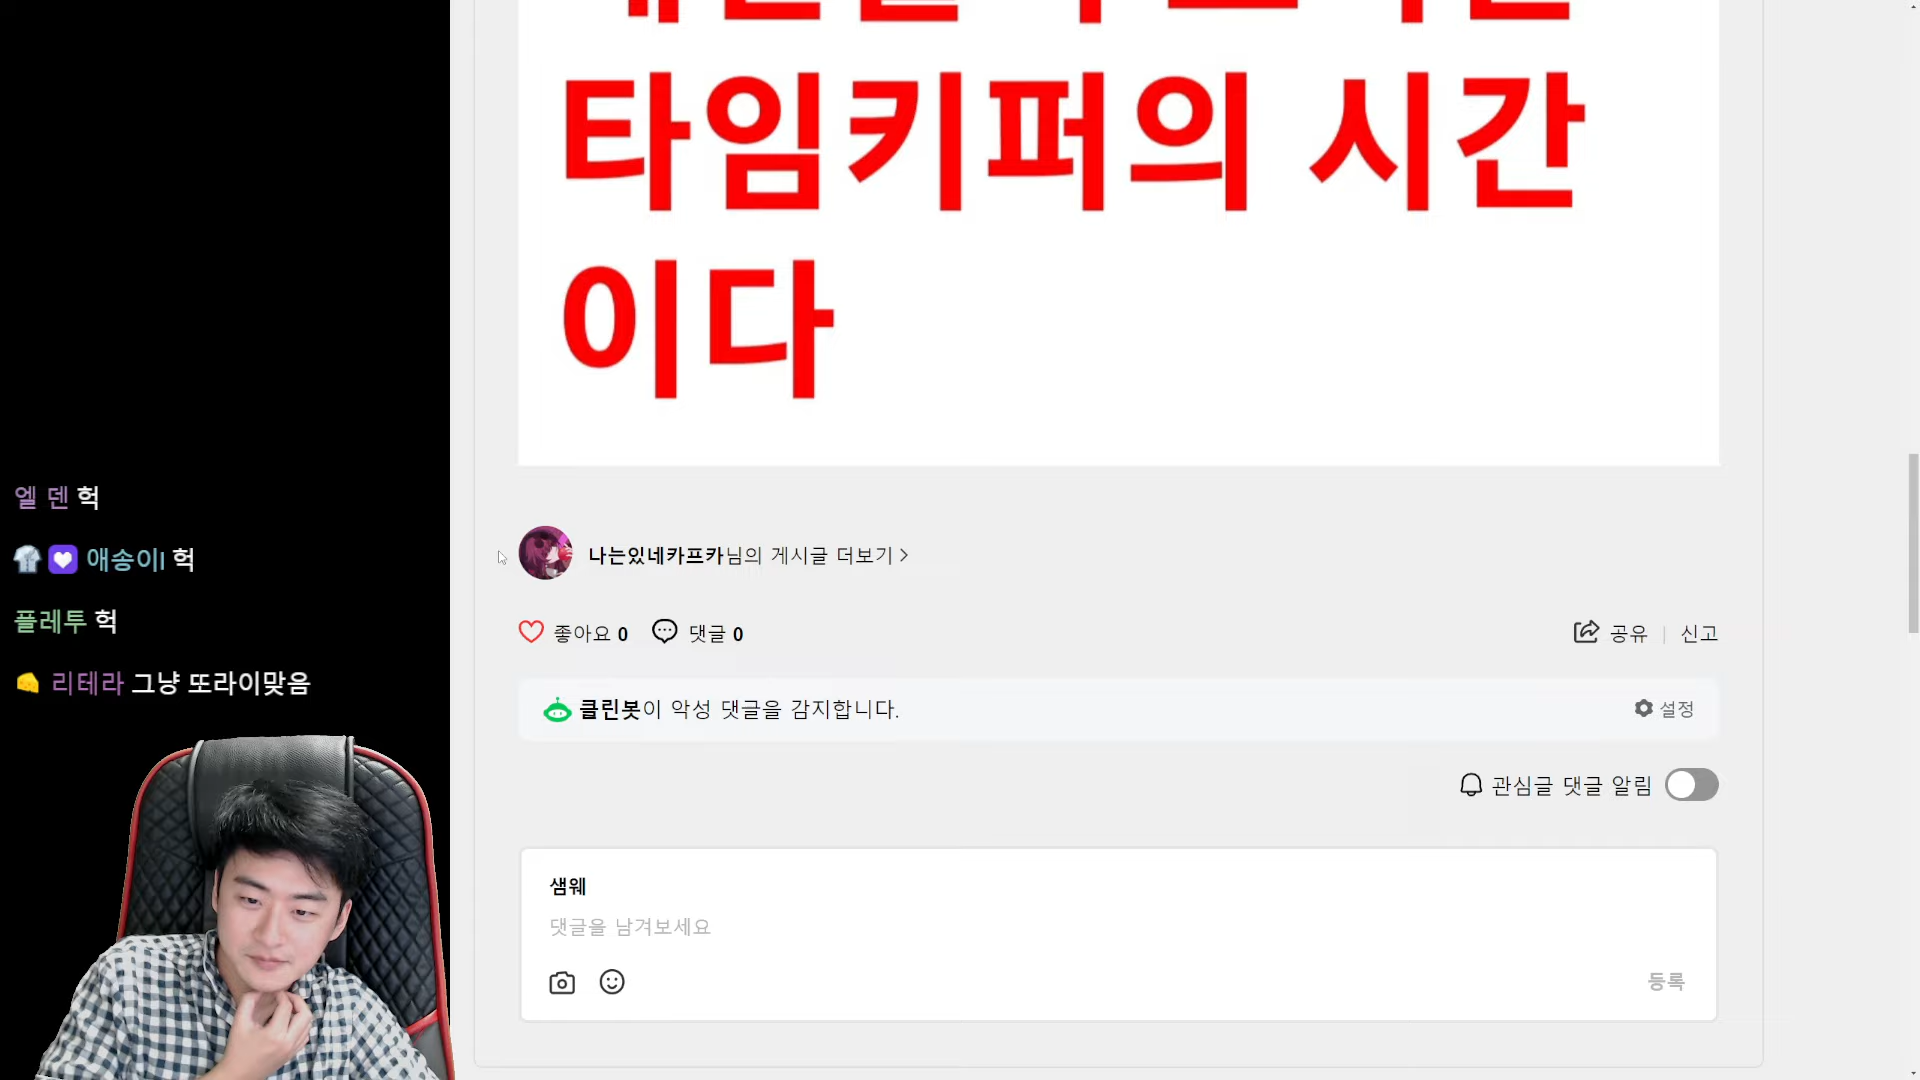 타임키퍼의 시간
이다
엘 덴 헉
애송이I 헉
플레투 헉
리테라 그냥 또라이맞음
나는있네카프카님의 게시글 더보기 >
좋아요 0 댓글 0
공유 | 신고
클린봇이 악성 댓글을 감지합니다.
설정
관심글 댓글 알림
샘웨
댓글을 남겨보세요
등록